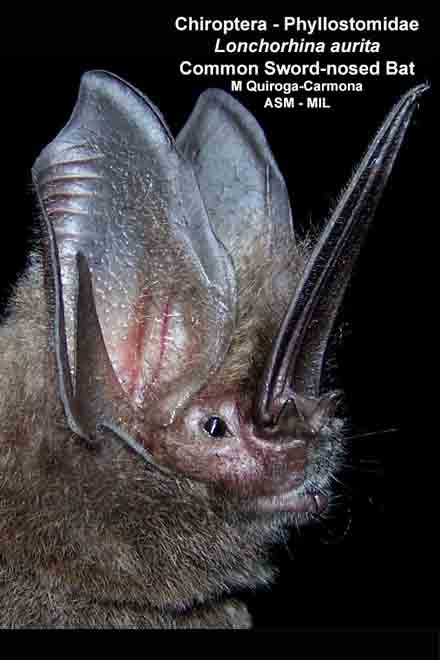 Chiroptera - Phyllostomidae
Lonchorhina aurita
Common Sword-nosed Bat
M Quiroga-Carmona
ASM - MIL